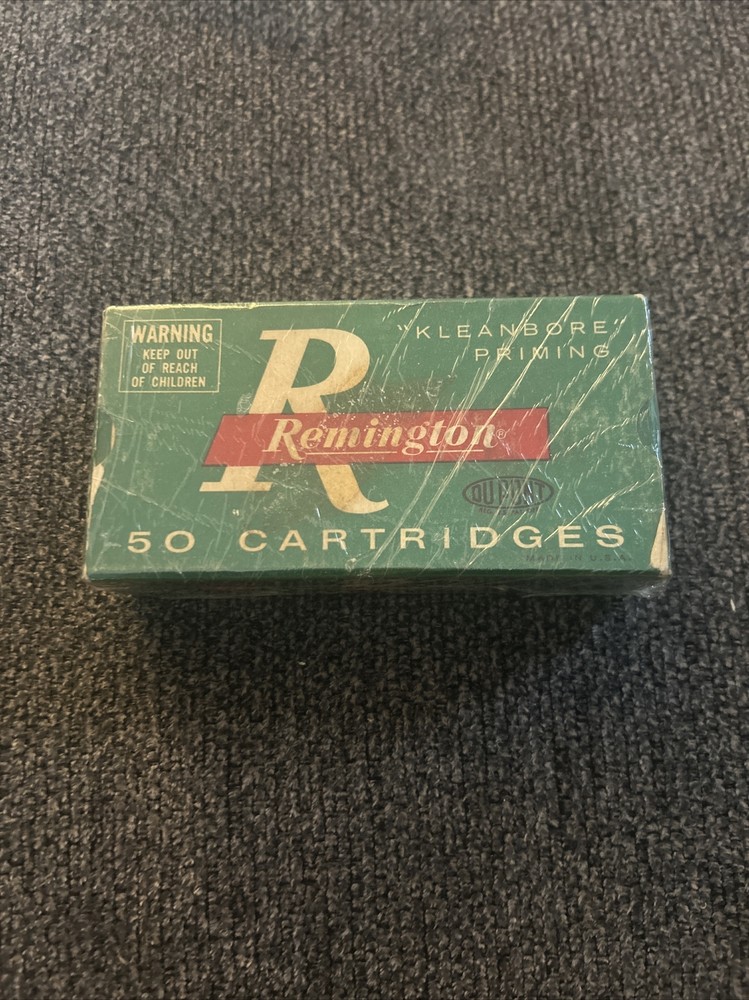 WARNING
KEEP OUT
OF REACH
OF CHILDREN
R
"KLEANBORE"
PRIMING
Remington®
DU PONT
50 CARTRIDGES
MADE IN U.S.A.